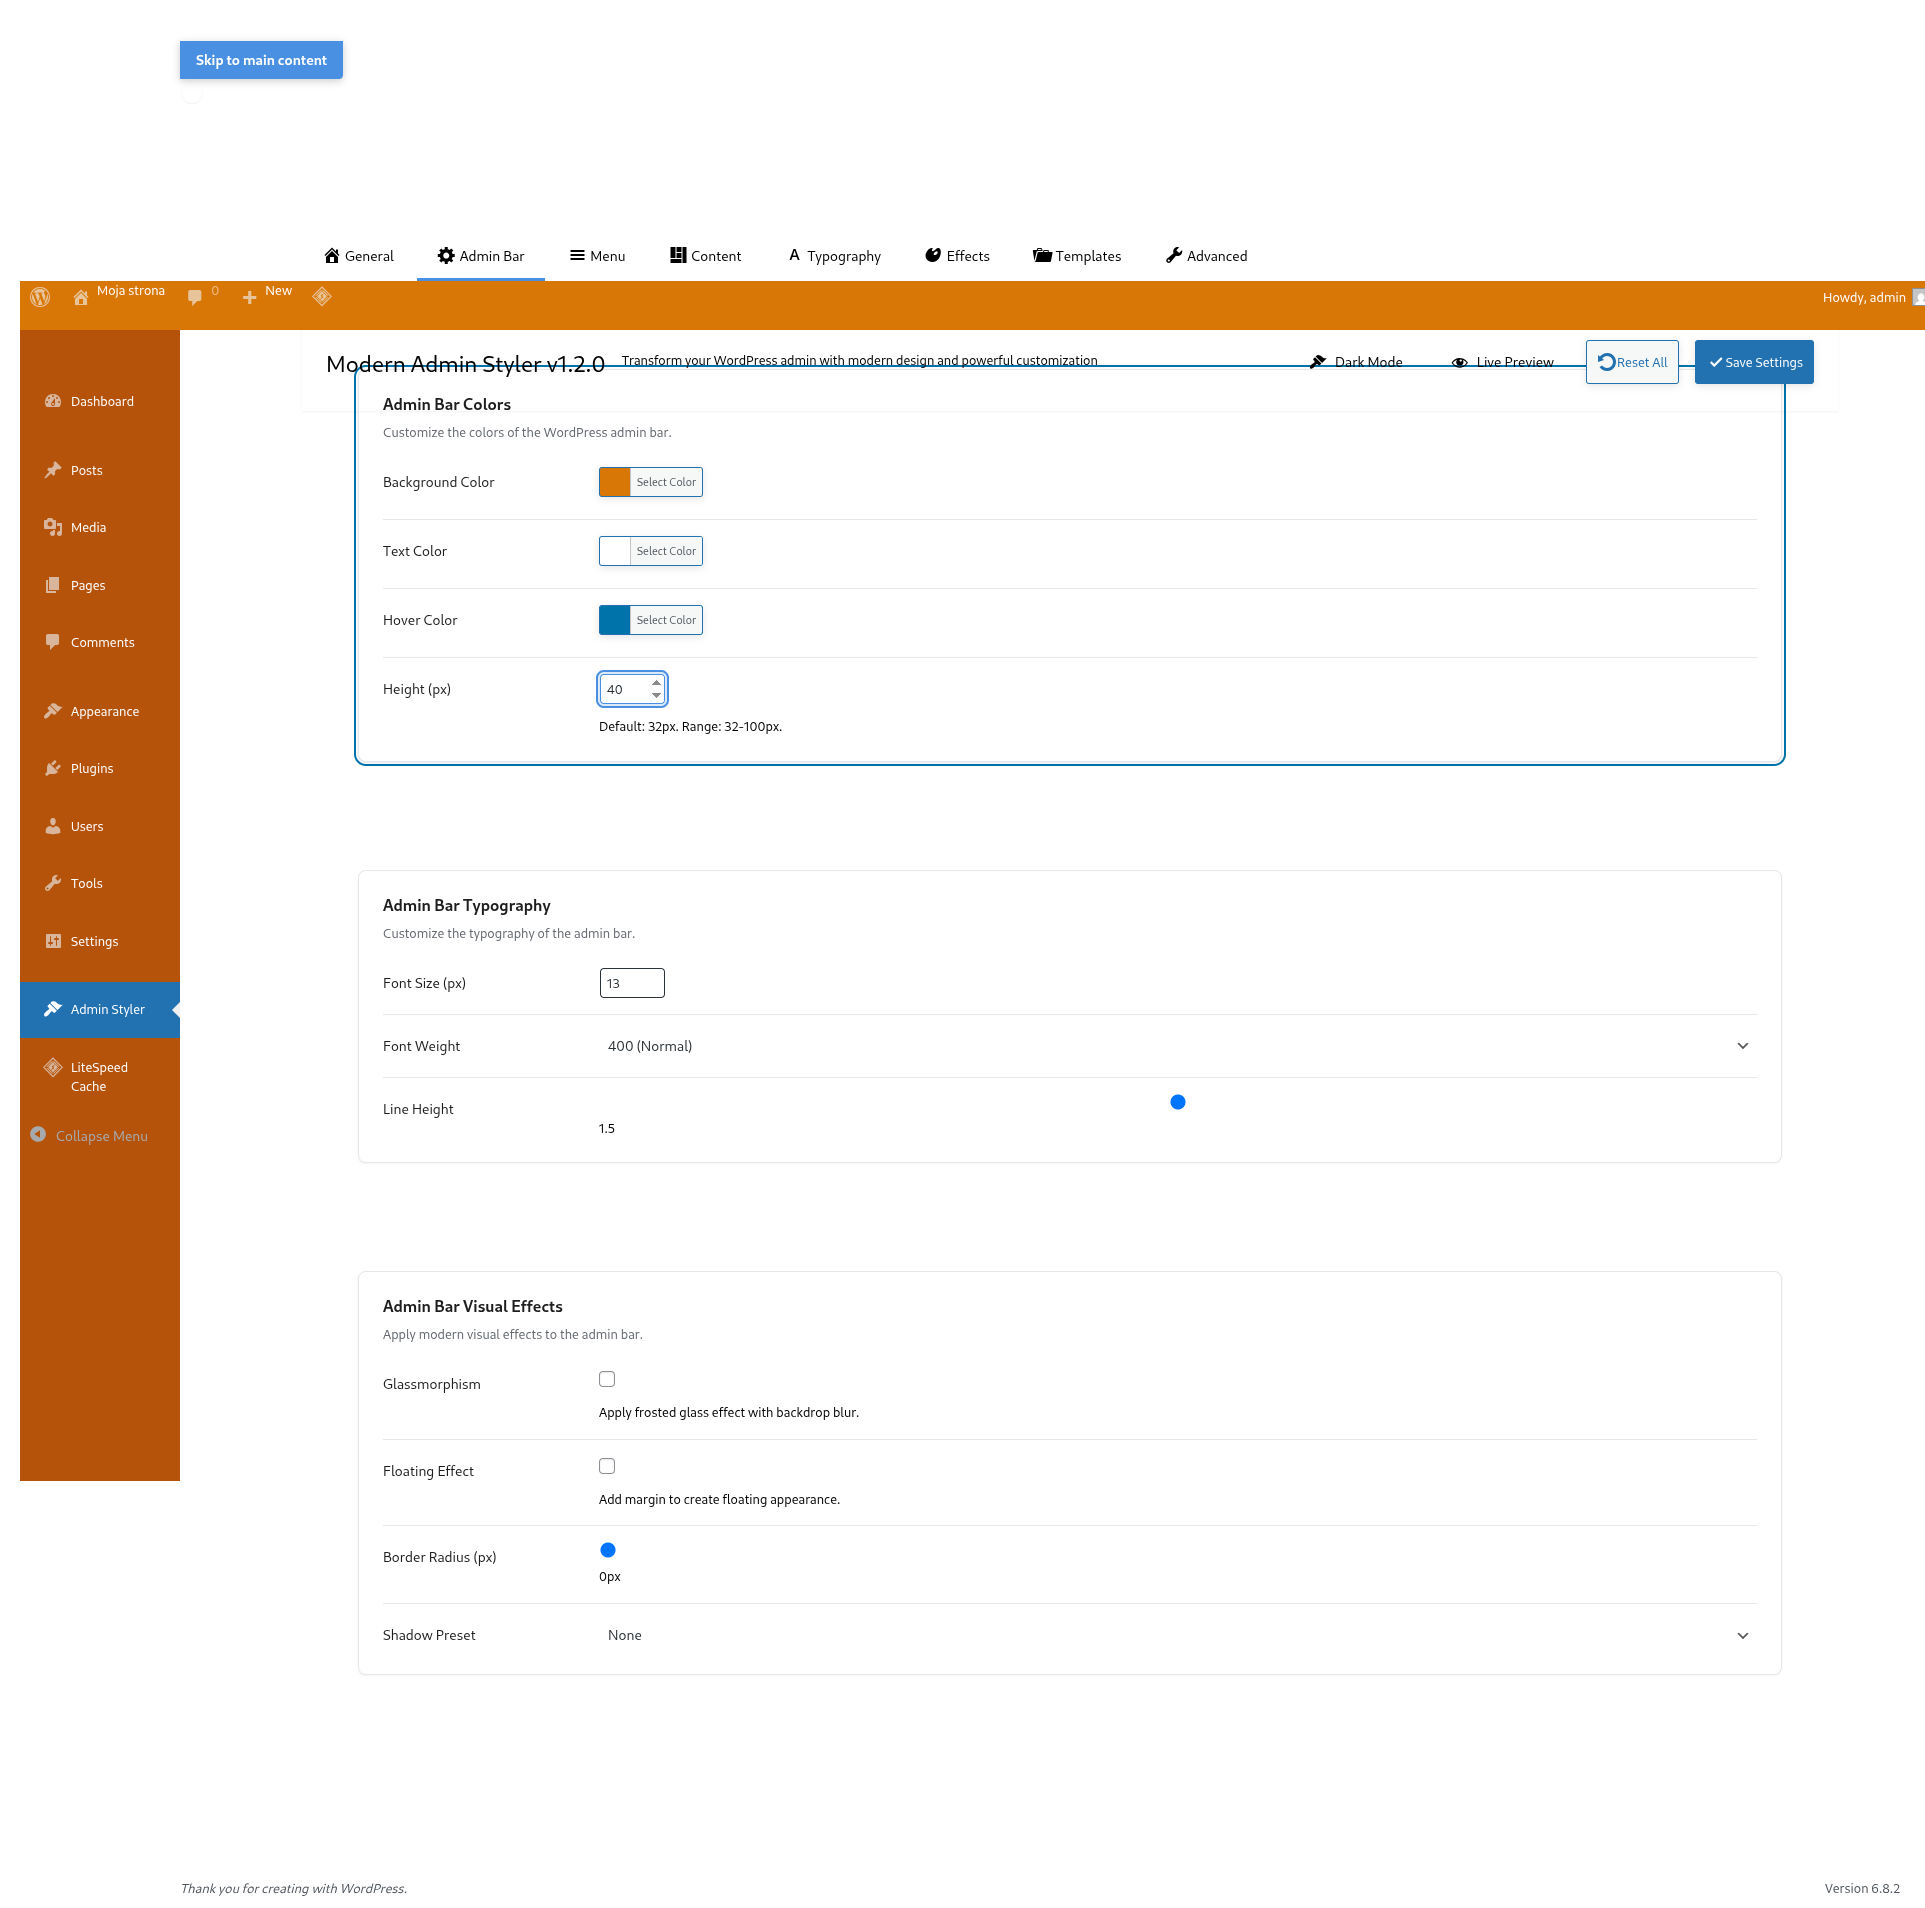 Skip to main content
General
Admin Bar
Menu
Content
Typography
Effects
Templates
Advanced
Moja strona
0
New
Howdy, admin
Modern Admin Styler v1.2.0
Transform your WordPress admin with modern design and powerful customization
Dark Mode
Live Preview
Reset All
Save Settings
Dashboard
Posts
Media
Pages
Comments
Appearance
Plugins
Users
Tools
Settings
Admin Styler
LiteSpeed
Cache
Collapse Menu
Admin Bar Colors
Customize the colors of the WordPress admin bar.
Background Color
Select Color
Text Color
Select Color
Hover Color
Select Color
Height (px)
40
Default: 32px. Range: 32-100px.
Admin Bar Typography
Customize the typography of the admin bar.
Font Size (px)
13
Font Weight
400 (Normal)
Line Height
1.5
Admin Bar Visual Effects
Apply modern visual effects to the admin bar.
Glassmorphism
Apply frosted glass effect with backdrop blur.
Floating Effect
Add margin to create floating appearance.
Border Radius (px)
0px
Shadow Preset
None
Thank you for creating with WordPress.
Version 6.8.2